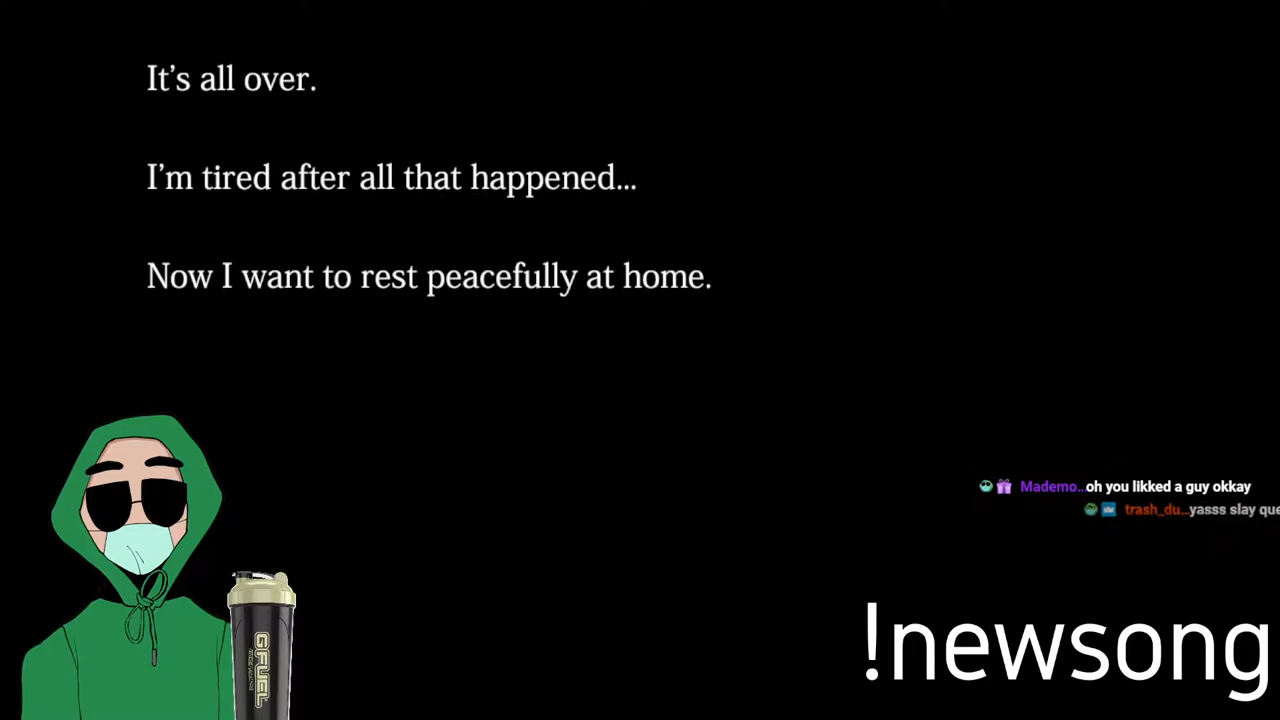 It's all over.
I'm tired after all that happened...
Now I want to rest peacefully at home.
Mademo...oh you likked a guy okkay
trash_du...yasss slay que
!newsong
GFUEL